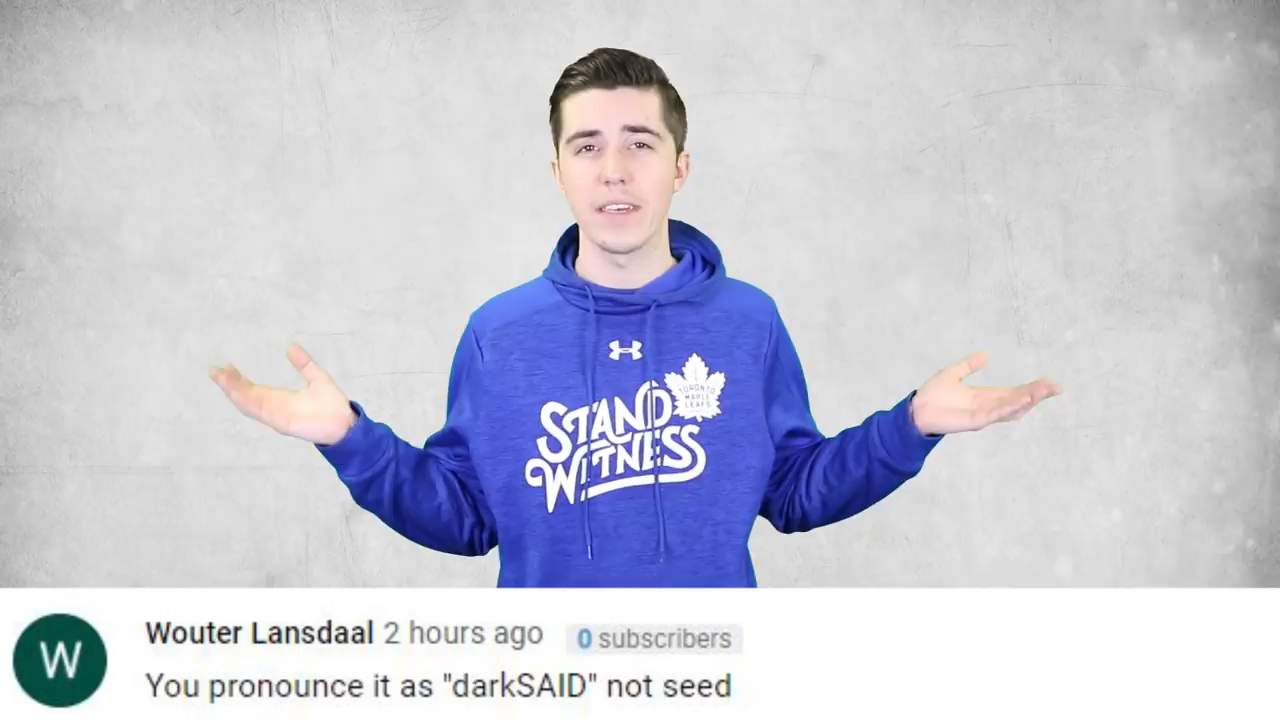 TORONTO
MAPLE
LEAFS
STAND
WITNESS
W
Wouter Lansdaal 2 hours ago 0 subscribers
You pronounce it as "darkSAID" not seed